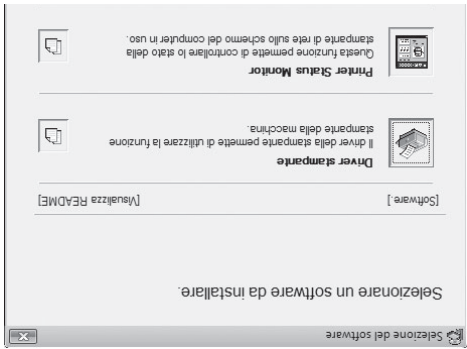 Selezione del software
Selezionare un software da installare.
[Software.] [Visualizza README]
Driver stampante
Il driver della stampante permette di utilizzare la funzione
stampante della macchina.
Printer Status Monitor
Questa funzione permette di controllare lo stato della
stampante di rete sullo schermo del computer in uso.